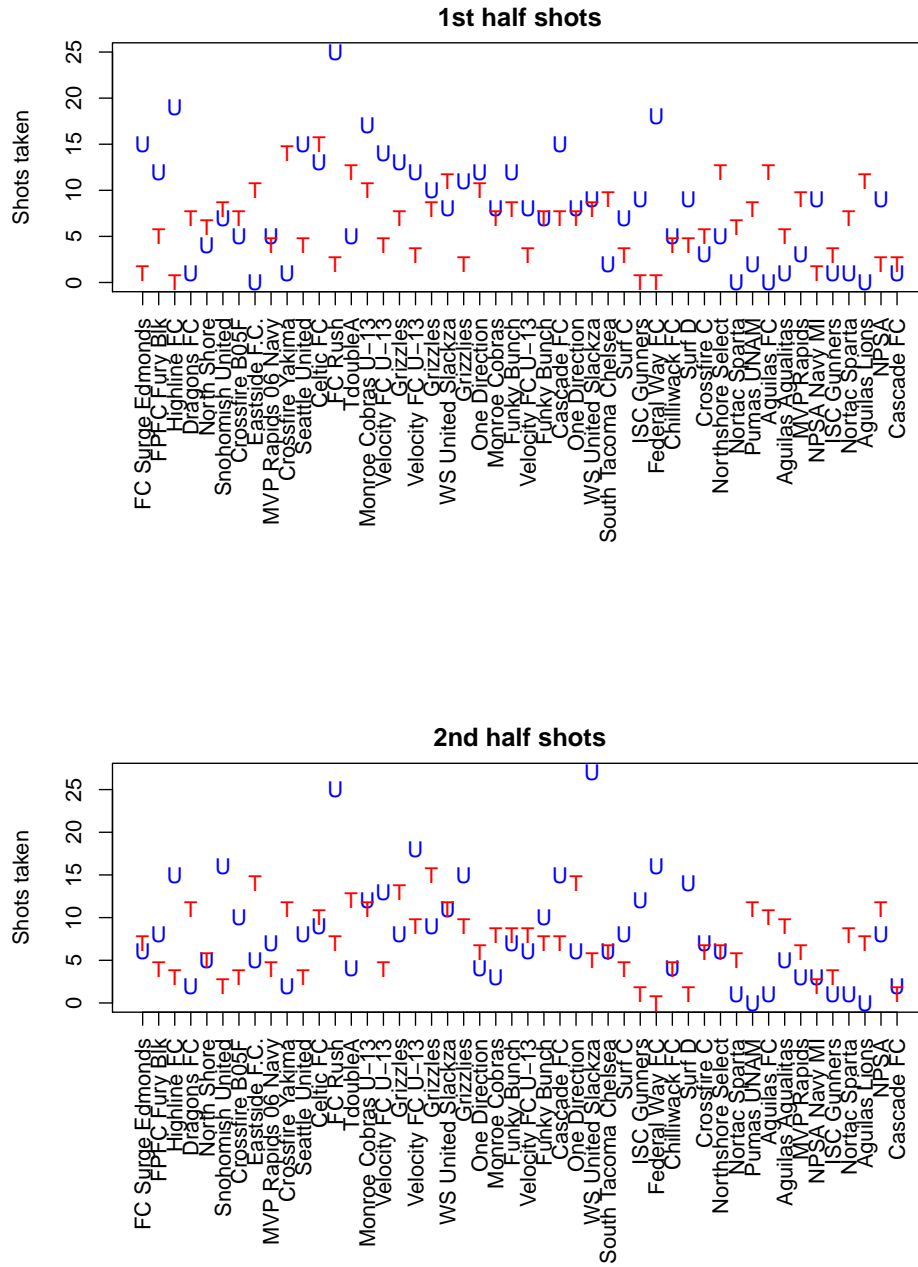 1st half shots
Shots taken
25
20
15
10
5
0
FC Surge Edmonds
FPFC Fury Blk
Highline FC
Dragons FC
North Shore
Snohomish United
Crossfire B05F
Eastside F.C.
MVP Rapids 06 Navy
Crossfire Yakima
Seattle United
Celtic FC
FC Rush
TdoubleA
Monroe Cobras U−13
Velocity FC U−13
Grizzles
Velocity FC U−13
Grizzles
WS United Slackza
Grizzlies
One Direction
Monroe Cobras
Funky Bunch
Velocity FC U−13
Funky Bunch
Cascade FC
One Direction
WS United Slackza
South Tacoma Chelsea
Surf C
ISC Gunners
Federal Way FC
Chilliwack FC
Surf D
Crossfire C
Northshore Select
Nortac Sparta
Pumas UNAM
Aguilas FC
Aguilas Agualitas
MVP Rapids
NPSA Navy MI
ISC Gunners
Nortac Sparta
Aguilas Lions
NPSA
Cascade FC
2nd half shots
Shots taken
25
20
15
10
5
0
FC Surge Edmonds
FPFC Fury Blk
Highline FC
Dragons FC
North Shore
Snohomish United
Crossfire B05F
Eastside F.C.
MVP Rapids 06 Navy
Crossfire Yakima
Seattle United
Celtic FC
FC Rush
TdoubleA
Monroe Cobras U−13
Velocity FC U−13
Grizzles
Velocity FC U−13
Grizzles
WS United Slackza
Grizzlies
One Direction
Monroe Cobras
Funky Bunch
Velocity FC U−13
Funky Bunch
Cascade FC
One Direction
WS United Slackza
South Tacoma Chelsea
Surf C
ISC Gunners
Federal Way FC
Chilliwack FC
Surf D
Crossfire C
Northshore Select
Nortac Sparta
Pumas UNAM
Aguilas FC
Aguilas Agualitas
MVP Rapids
NPSA Navy MI
ISC Gunners
Nortac Sparta
Aguilas Lions
NPSA
Cascade FC